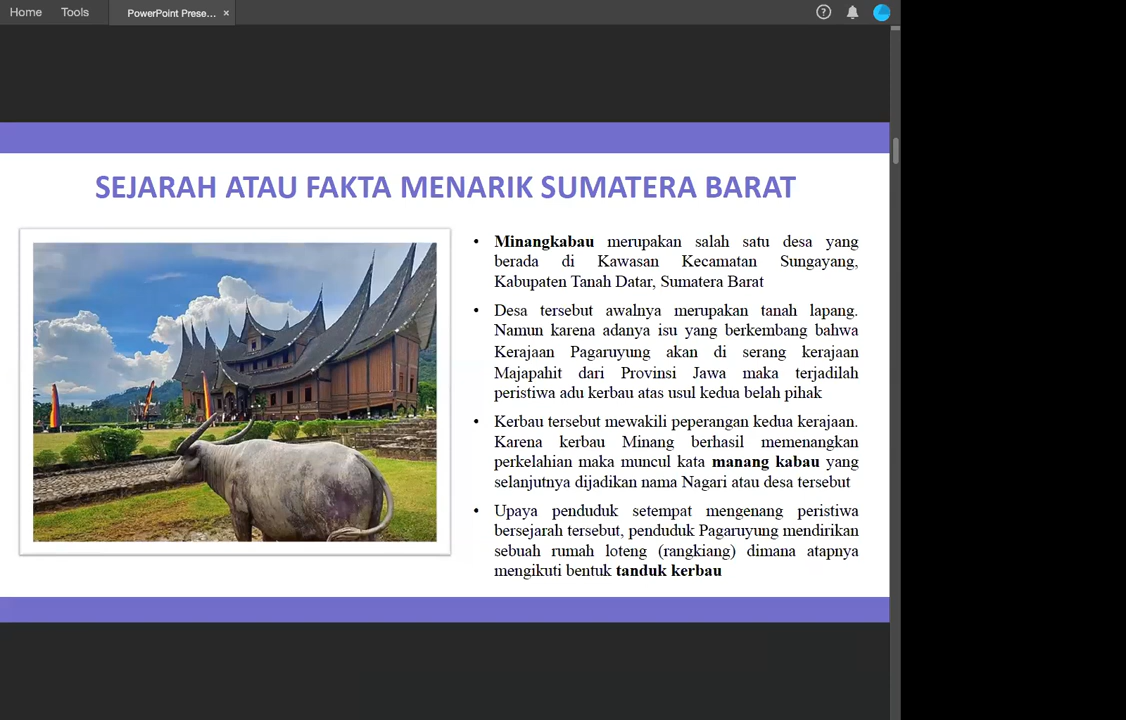 Home Tools PowerPoint Prese... ×
SEJARAH ATAU FAKTA MENARIK SUMATERA BARAT
• Minangkabau merupakan salah satu desa yang
berada di Kawasan Kecamatan Sungayang,
Kabupaten Tanah Datar, Sumatera Barat
• Desa tersebut awalnya merupakan tanah lapang.
Namun karena adanya isu yang berkembang bahwa
Kerajaan Pagaruyung akan di serang kerajaan
Majapahit dari Provinsi Jawa maka terjadilah
peristiwa adu kerbau atas usul kedua belah pihak
• Kerbau tersebut mewakili peperangan kedua kerajaan.
Karena kerbau Minang berhasil memenangkan
perkelahian maka muncul kata manang kabau yang
selanjutnya dijadikan nama Nagari atau desa tersebut
• Upaya penduduk setempat mengenang peristiwa
bersejarah tersebut, penduduk Pagaruyung mendirikan
sebuah rumah loteng (rangkiang) dimana atapnya
mengikuti bentuk tanduk kerbau